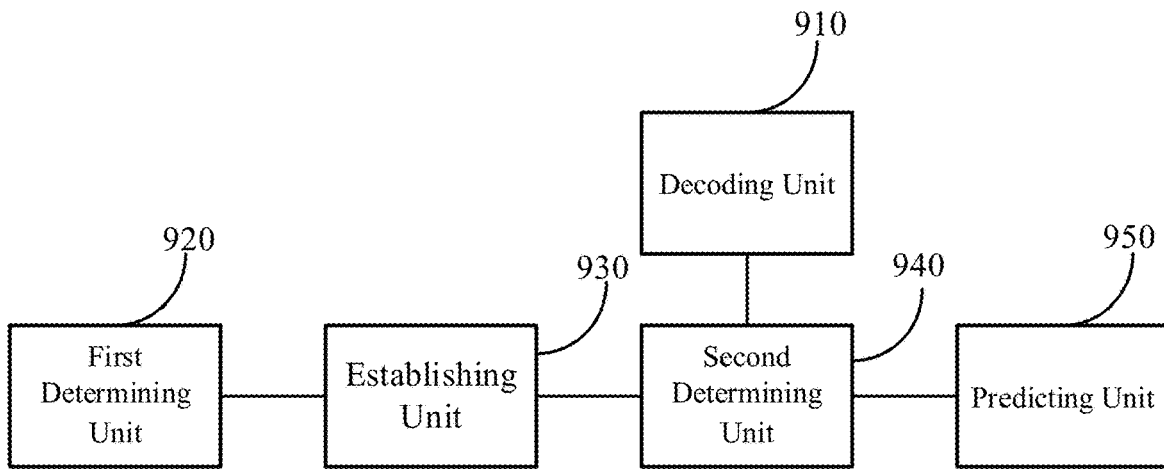 910
Decoding Unit
920
930
940
950
First
Determining
Unit
Establishing
Unit
Second
Determining
Unit
Predicting Unit